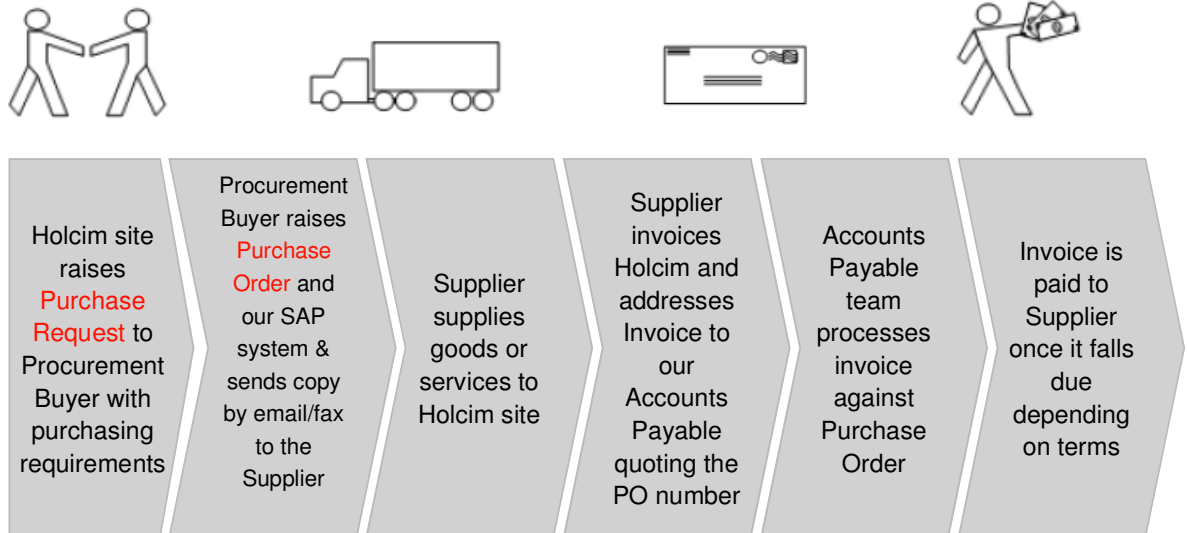 Holcim site
raises
Purchase
Request to
Procurement
Buyer with
purchasing
requirements
Procurement
Buyer raises
Purchase
Order and
our SAP
system &
sends copy
by email/fax
to the
Supplier
Supplier
supplies
goods or
services to
Holcim site
Supplier
invoices
Holcim and
addresses
Invoice to
our
Accounts
Payable
quoting the
PO number
Accounts
Payable
team
processes
invoice
against
Purchase
Order
Invoice is
paid to
Supplier
once it falls
due
depending
on terms